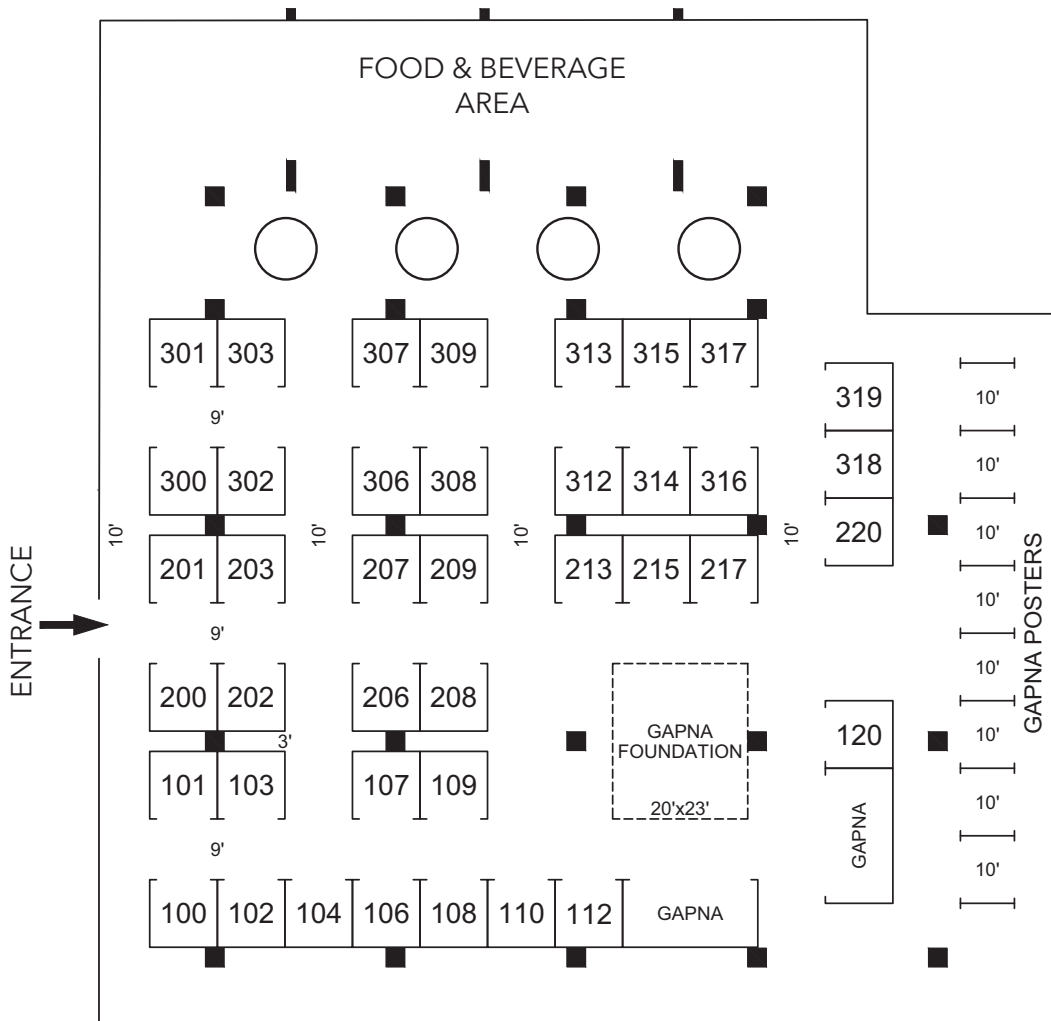 FOOD & BEVERAGE
AREA
301 303 307 309 313 315 317
319
10'
9'
318
10'
300 302 306 308 312 314 316
10' 10' 10' 10'
220
10'
201 203 207 209 213 215 217
10'
ENTRANCE
9'
10'
GAPNA POSTERS
200 202 206 208
120
10'
3'
GAPNA
FOUNDATION
20'x23'
101 103 107 109
10'
9'
GAPNA
10'
100 102 104 106 108 110 112 GAPNA